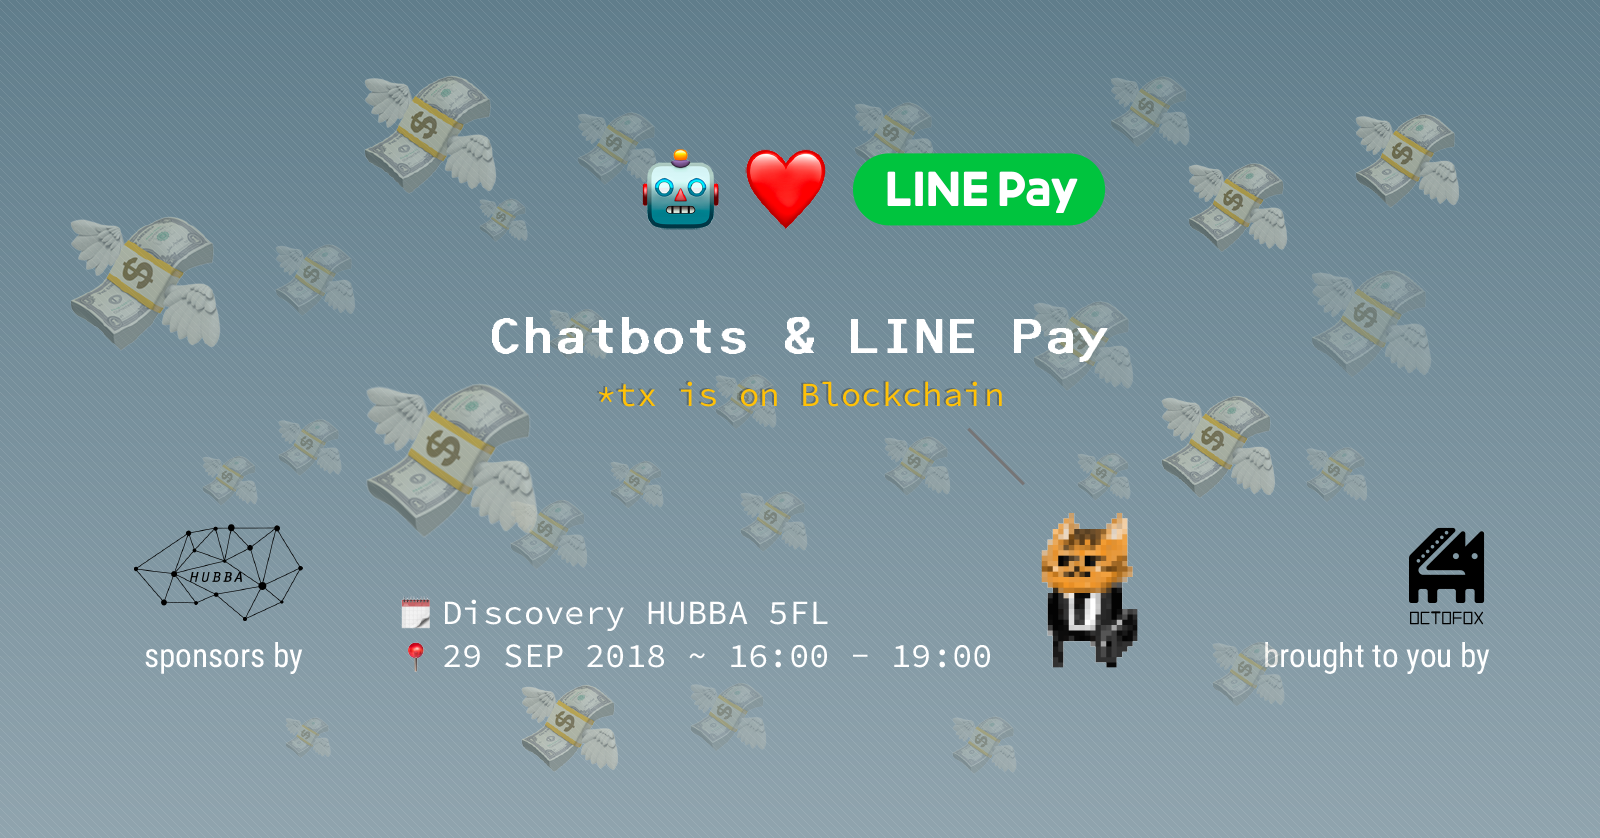 LINE Pay
Chatbots & LINE Pay
*tx is on Blockchain
HUBBA
sponsors by
Discovery HUBBA 5FL
29 SEP 2018 ~ 16:00 - 19:00
OCTOFOX
brought to you by